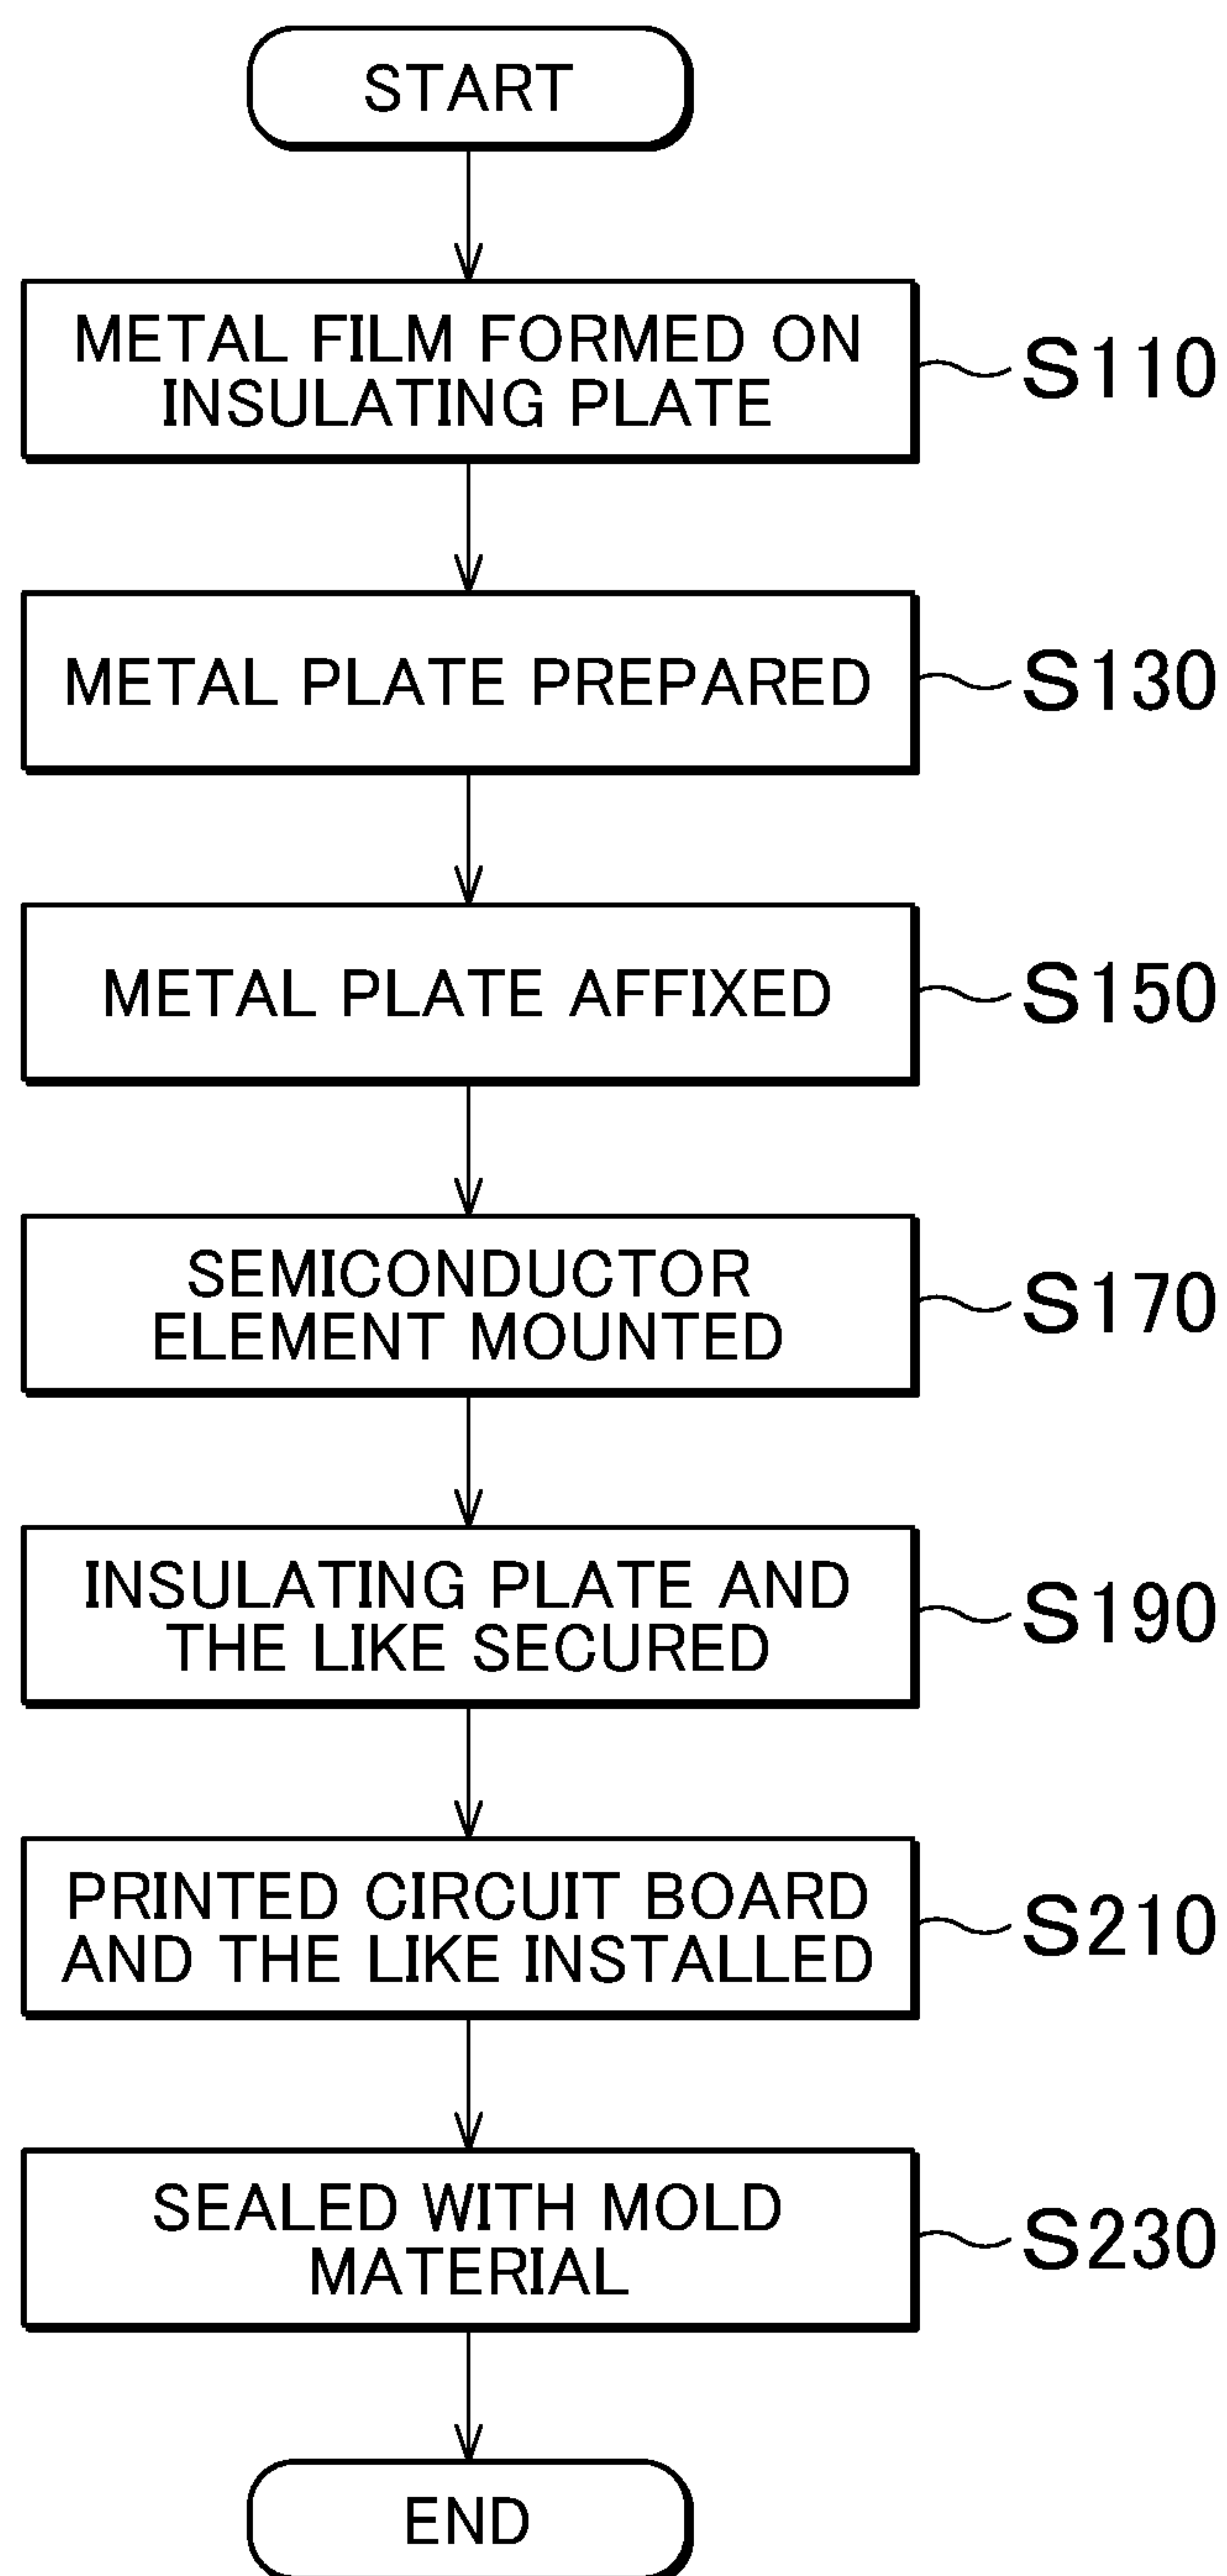 START
METAL FILM FORMED ON
INSULATING PLATE
S110
METAL PLATE PREPARED
S130
METAL PLATE AFFIXED
S150
SEMICONDUCTOR
ELEMENT MOUNTED
S170
INSULATING PLATE AND
THE LIKE SECURED
S190
PRINTED CIRCUIT BOARD
AND THE LIKE INSTALLED
S210
SEALED WITH MOLD
MATERIAL
S230
END